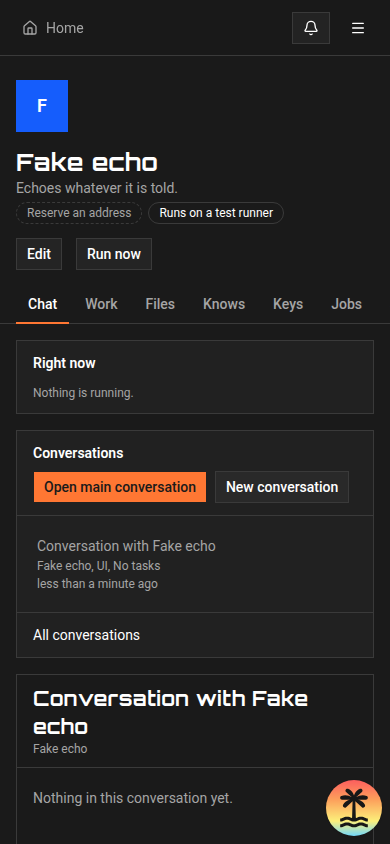 Home
F
Fake echo
Echoes whatever it is told.
Reserve an address Runs on a test runner
Edit Run now
Chat Work Files Knows Keys Jobs
Right now
Nothing is running.
Conversations
Open main conversation New conversation
Conversation with Fake echo
Fake echo, UI, No tasks
less than a minute ago
All conversations
Conversation with Fake
echo
Fake echo
Nothing in this conversation yet.